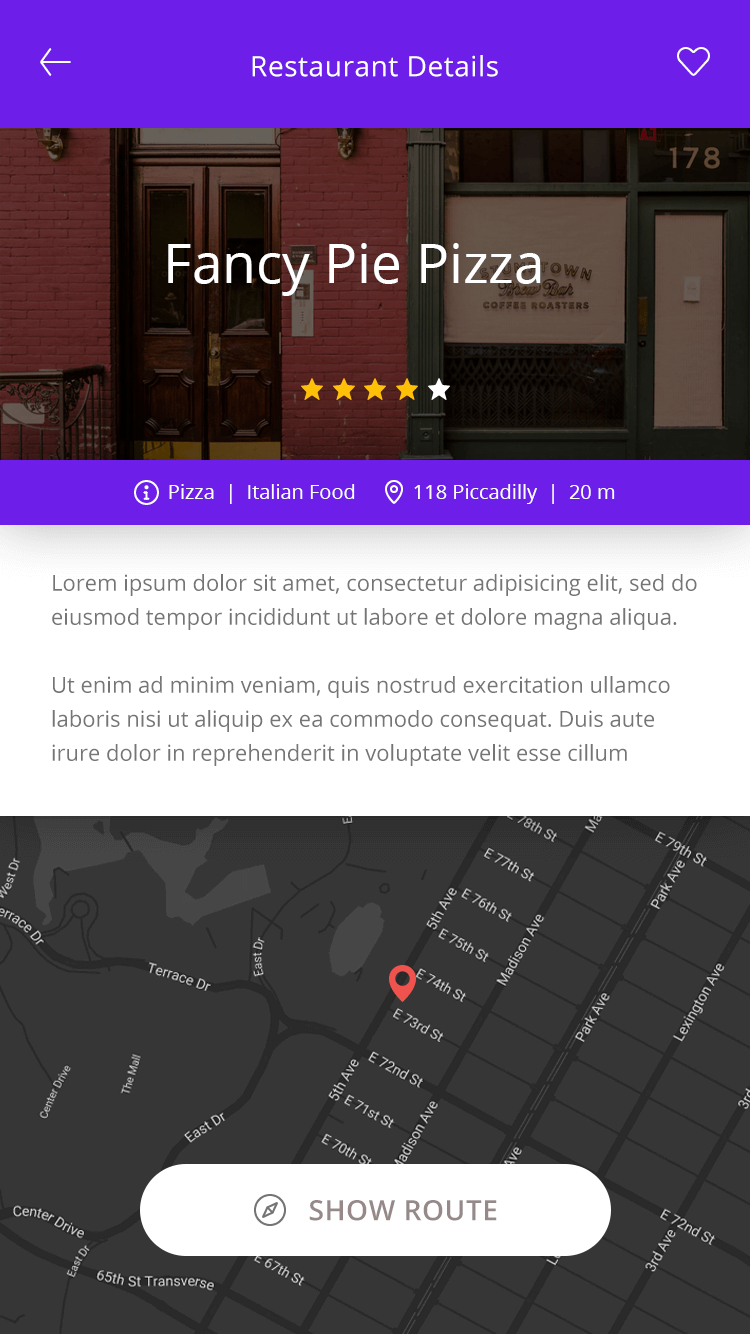 Restaurant Details
178
Fancy Pie Pizza
TOWN
Brew Bar
COFFEE ROASTERS
Pizza | Italian Food 118 Piccadilly | 20 m
Lorem ipsum dolor sit amet, consectetur adipisicing elit, sed do
eiusmod tempor incididunt ut labore et dolore magna aliqua.
Ut enim ad minim veniam, quis nostrud exercitation ullamco
laboris nisi ut aliquip ex ea commodo consequat. Duis aute
irure dolor in reprehenderit in voluptate velit esse cillum
E 78th St
E 79th St
E 77th St
West Dr
Park Ave
5th Ave
E 76th St
Terrace Dr
E 75th St
Madison Ave
East Dr
Terrace Dr
E 74th St
Lexington Ave
Park Ave
E 73rd St
E 72nd St
5th Ave
The Mall
Center Drive
E 71st St
East Dr
Madison Ave
E 70th St
SHOW ROUTE
Center Drive
E 72nd St
3rd Ave
East Dr
65th St Transverse
E 67th St